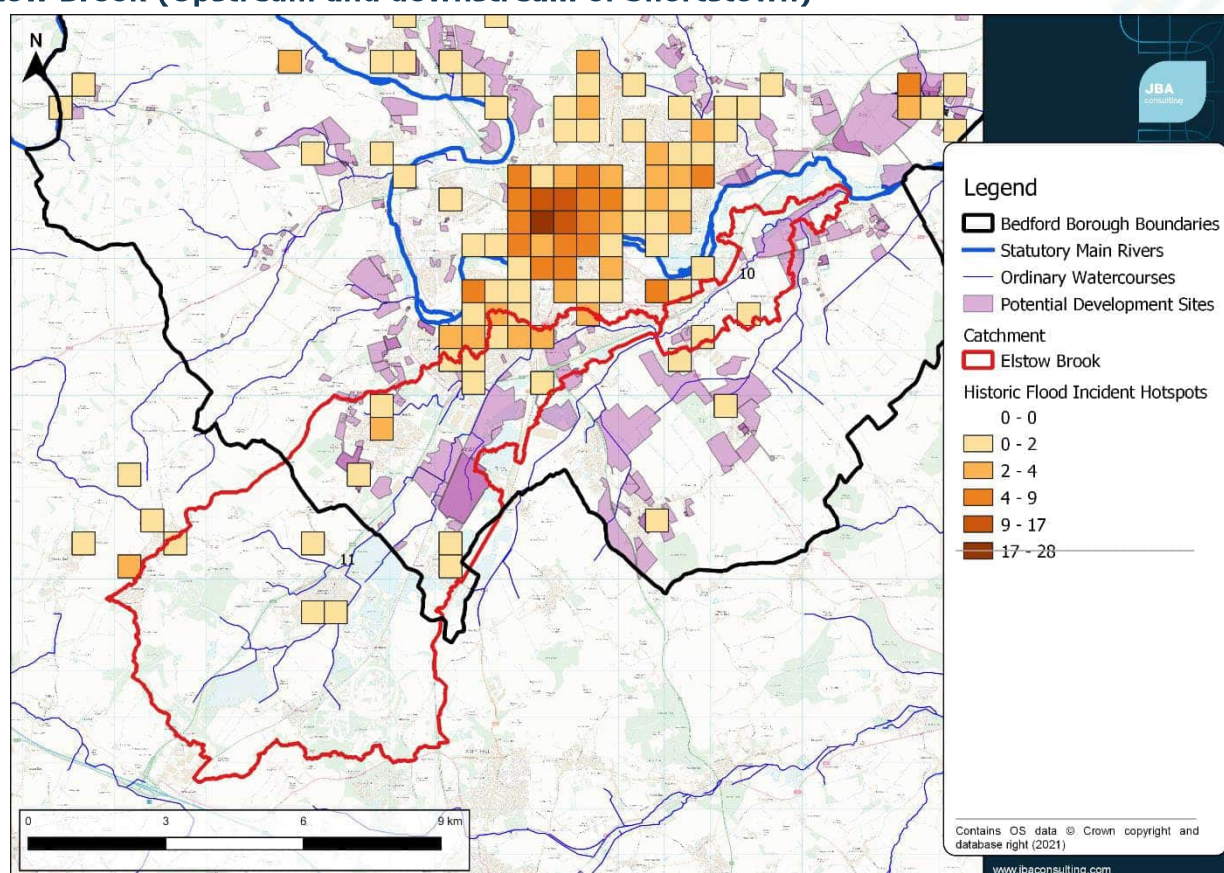 ow Brook (Upstream and downstream of Shortstown)
N
JBA
consulting
Legend
Bedford Borough Boundaries
Statutory Main Rivers
Ordinary Watercourses
Potential Development Sites
Catchment
Elstow Brook
Historic Flood Incident Hotspots
0 - 0
0 - 2
2 - 4
4 - 9
9 - 17
17 - 28
10
11
0 3 6 9 km
Contains OS data © Crown copyright and
database right (2021)
www.jbaconsulting.com